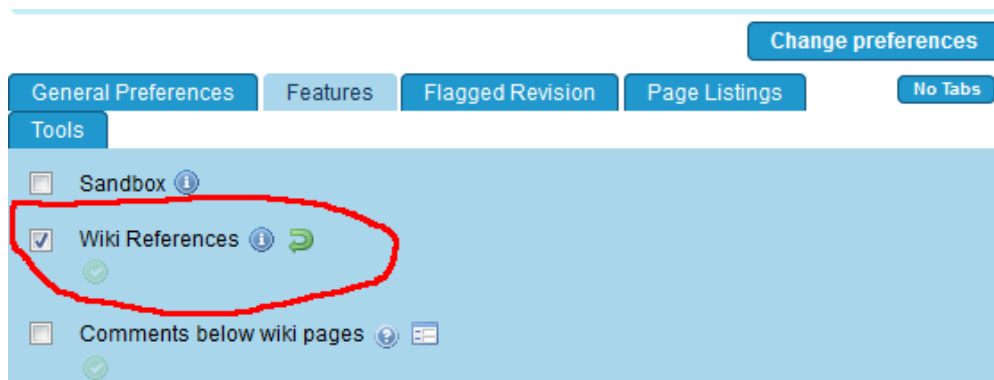 Change preferences
General Preferences Features Flagged Revision Page Listings No Tabs
Tools
Sandbox
Wiki References
Comments below wiki pages